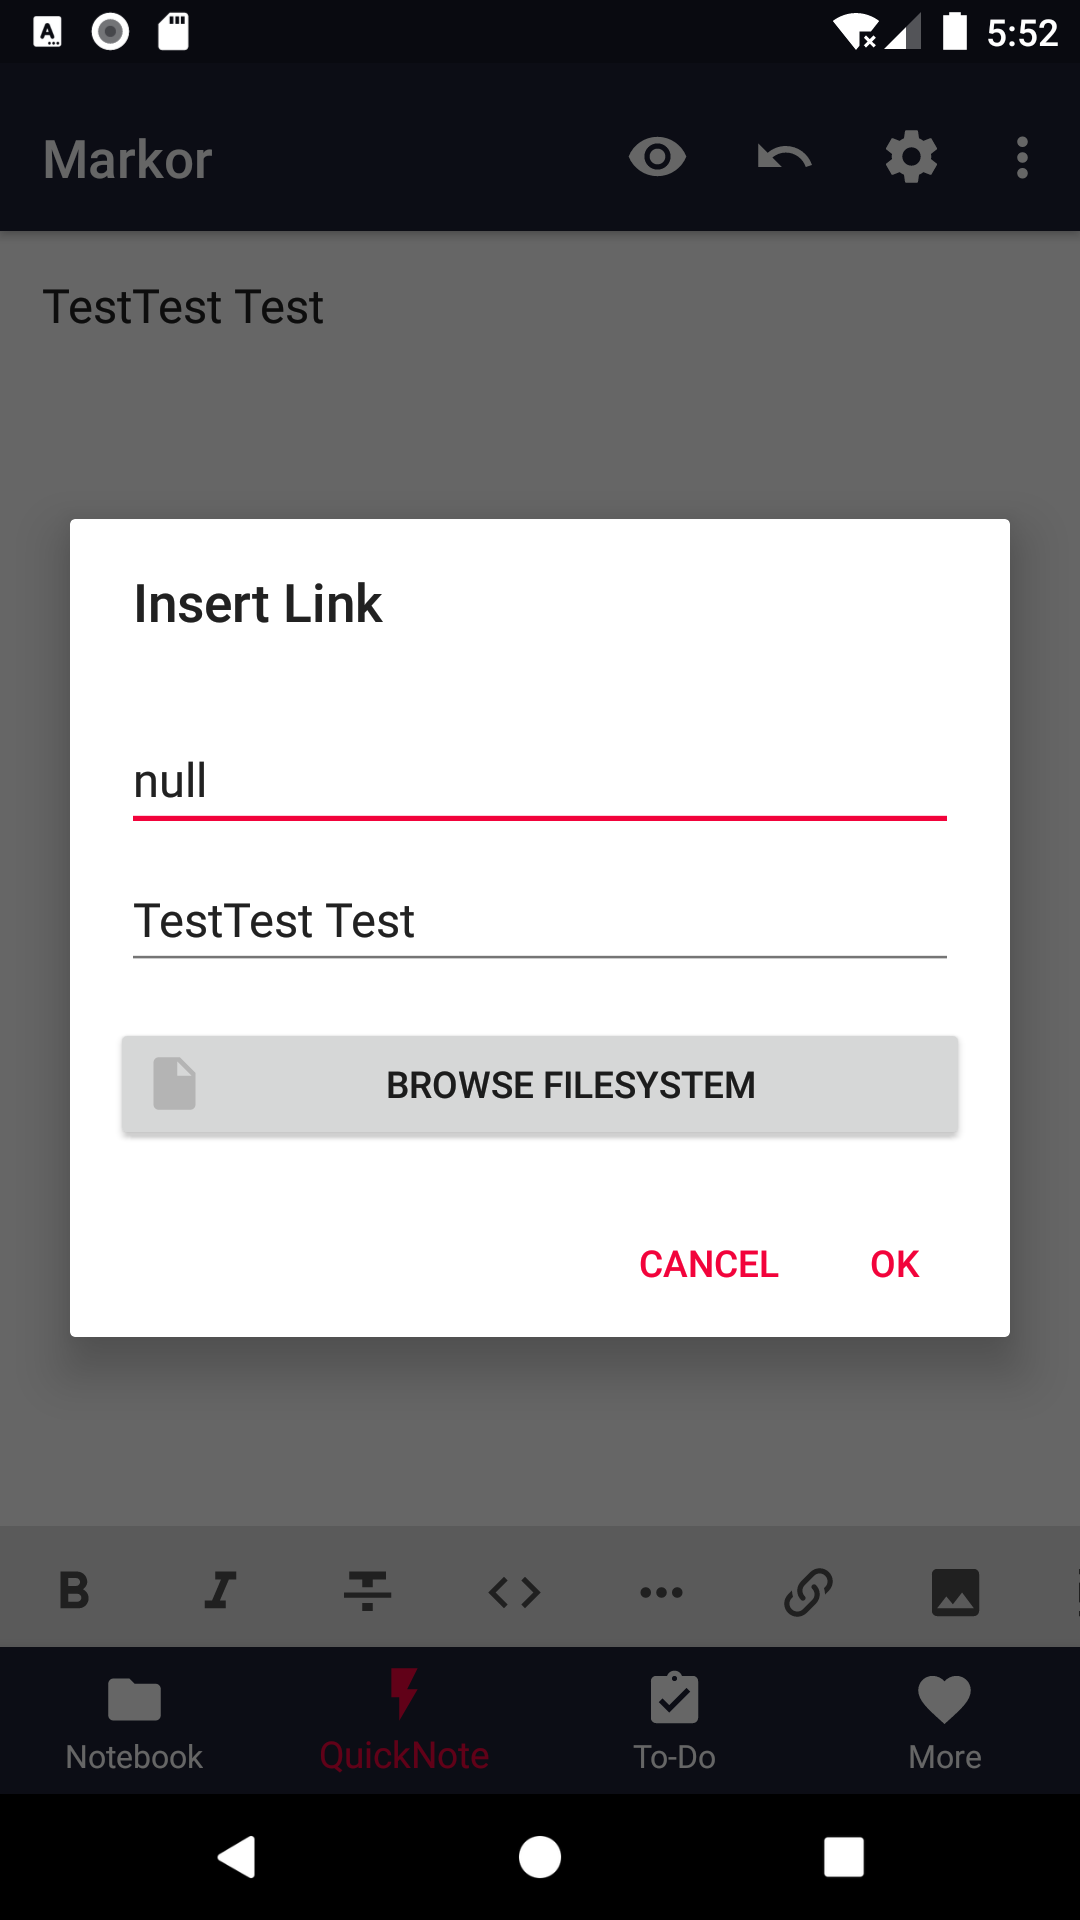 5:52
Markor
TestTest Test
Insert Link
null
TestTest Test
BROWSE FILESYSTEM
CANCEL OK
Notebook QuickNote To-Do More